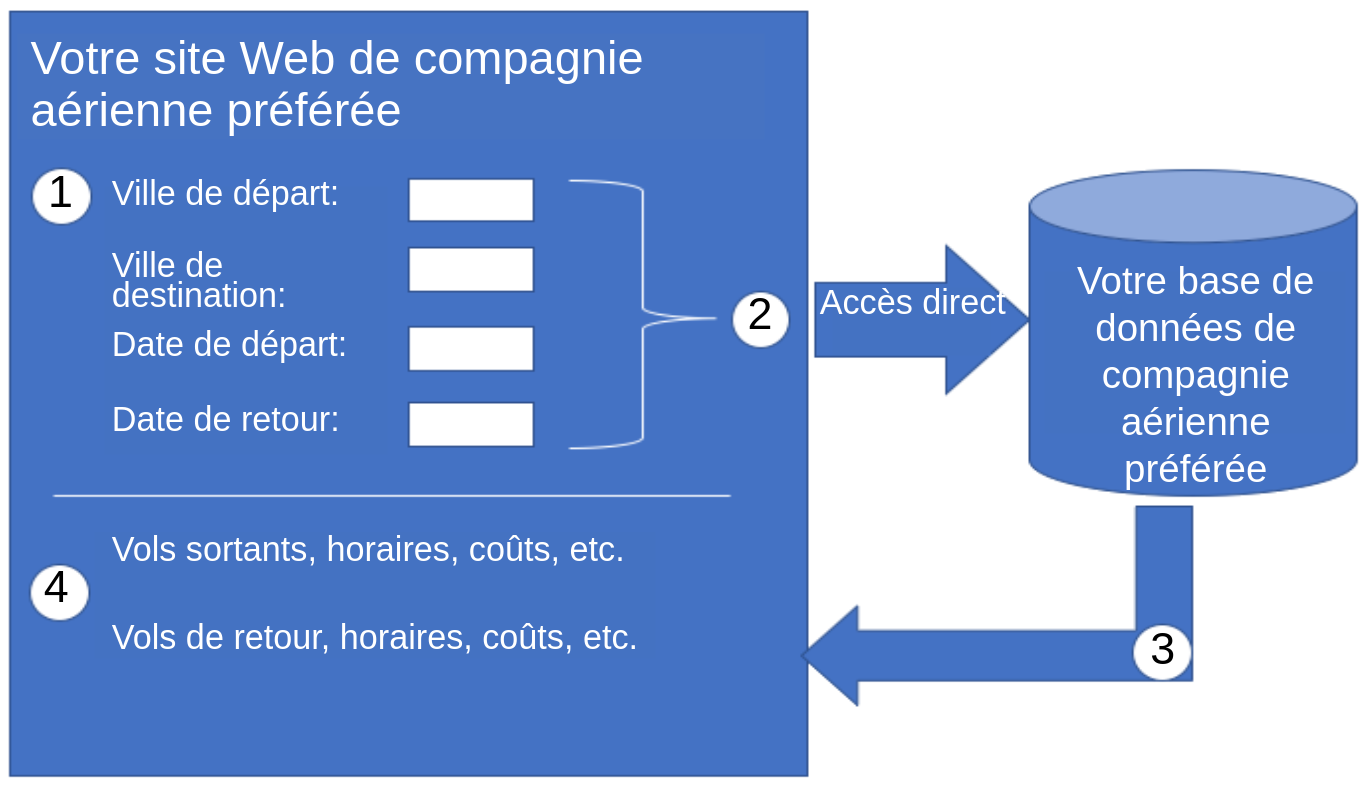 Votre site Web de compagnie
aérienne préférée
1
Ville de départ:
Ville de
destination:
Date de départ:
Date de retour:
2
Accès direct
Votre base de
données de
compagnie
aérienne
préférée
3
4
Vols sortants, horaires, coûts, etc.
Vols de retour, horaires, coûts, etc.